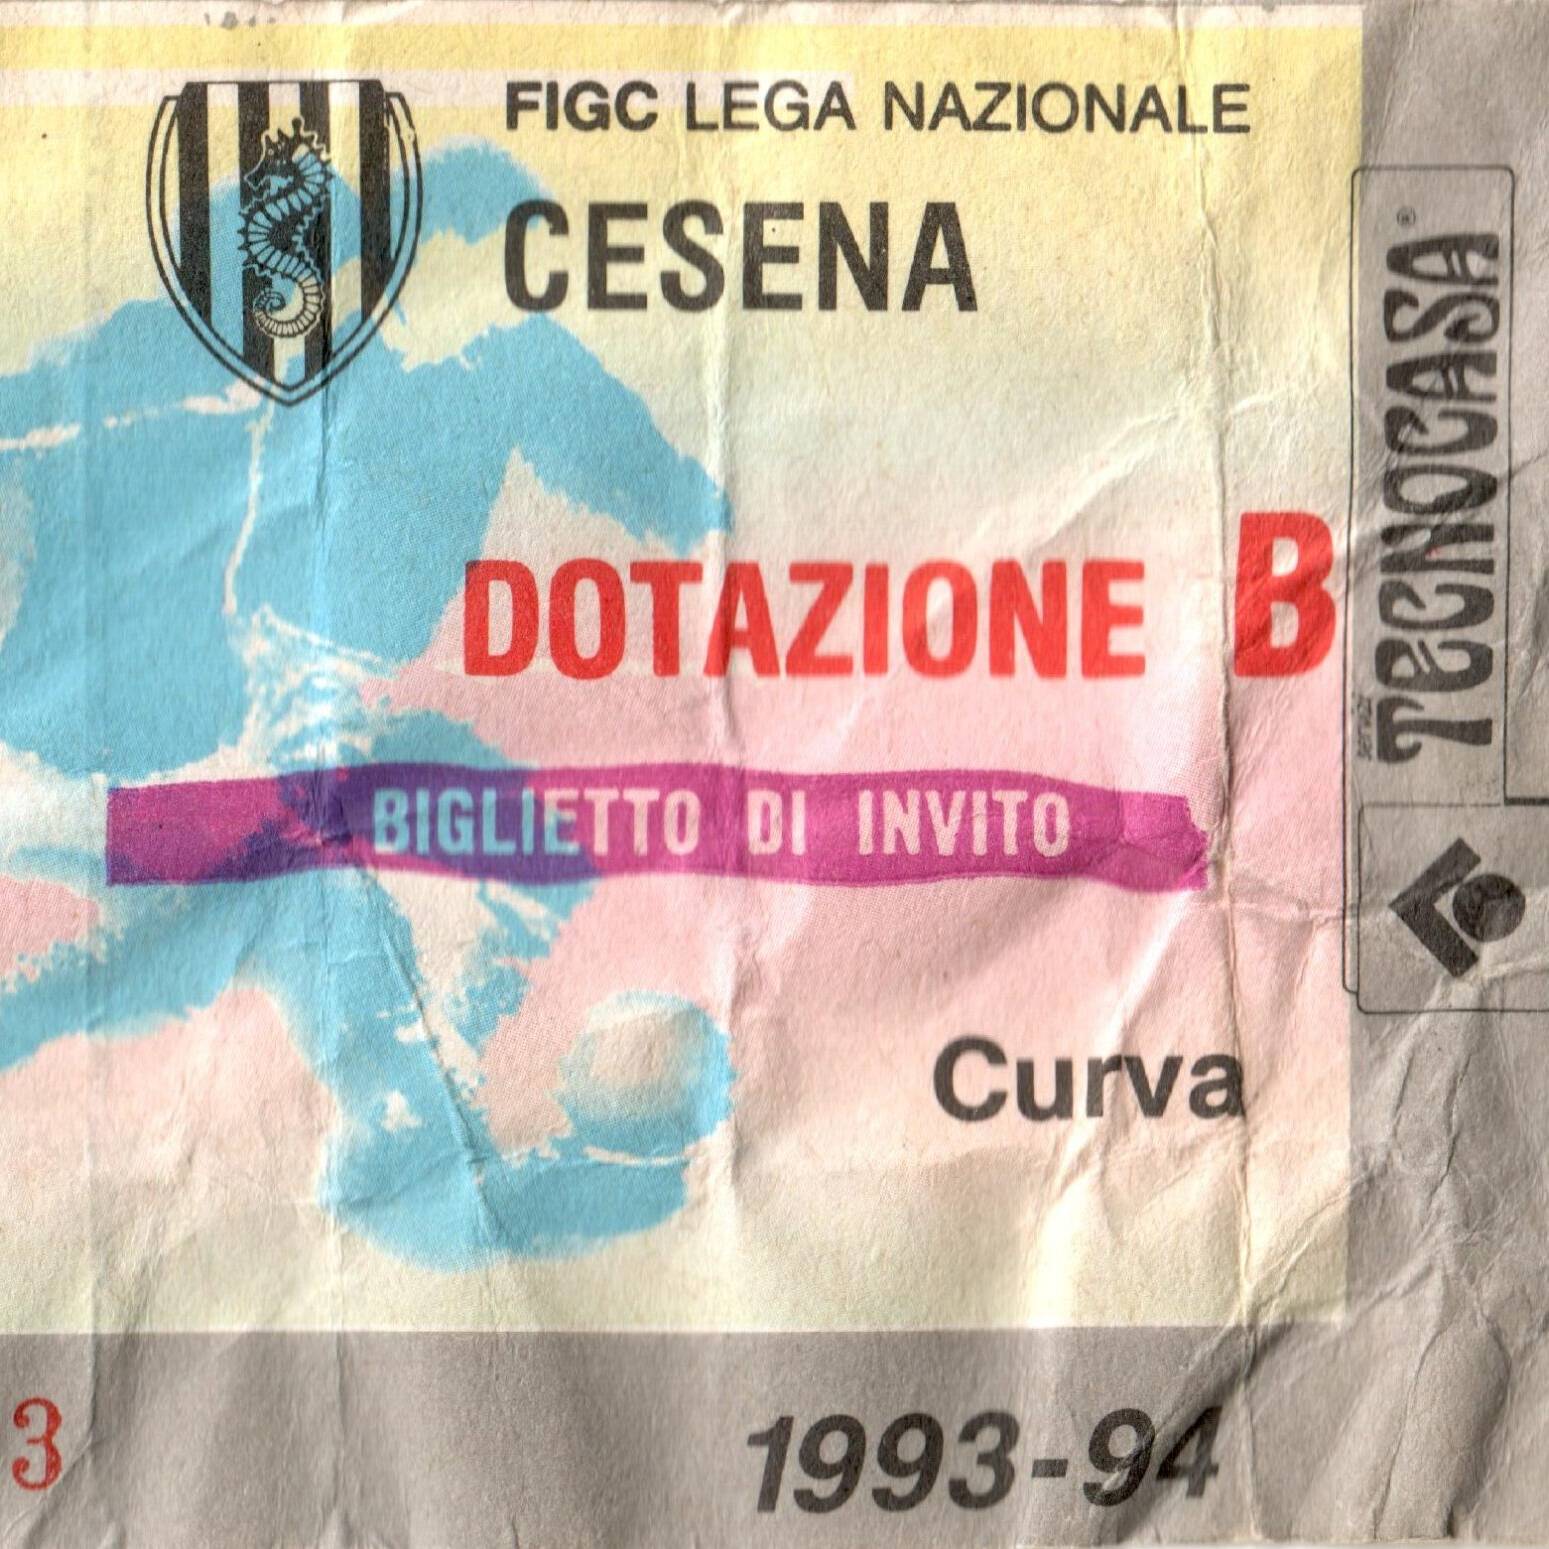 FIGC LEGA NAZIONALE
CESENA
DOTAZIONE B
BIGLIETTO DI INVITO
Curva
3
1993-94
TECNOCASA®